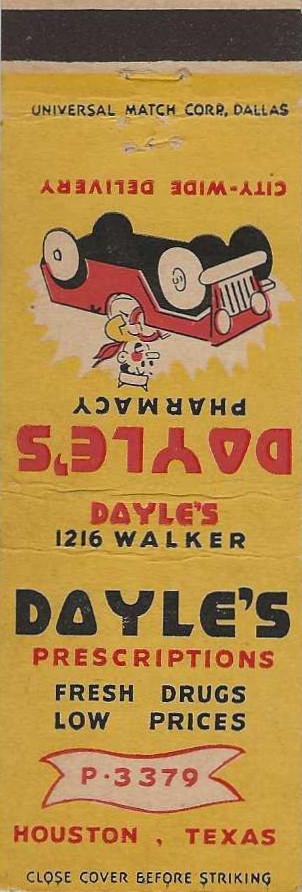 UNIVERSAL MATCH CORP., DALLAS
CITY-WIDE DELIVERY
PHARMACY
DAYLE'S
DAYLE'S
1216 WALKER
DAYLE'S
PRESCRIPTIONS
FRESH DRUGS
LOW PRICES
P-3379
HOUSTON, TEXAS
CLOSE COVER BEFORE STRIKING